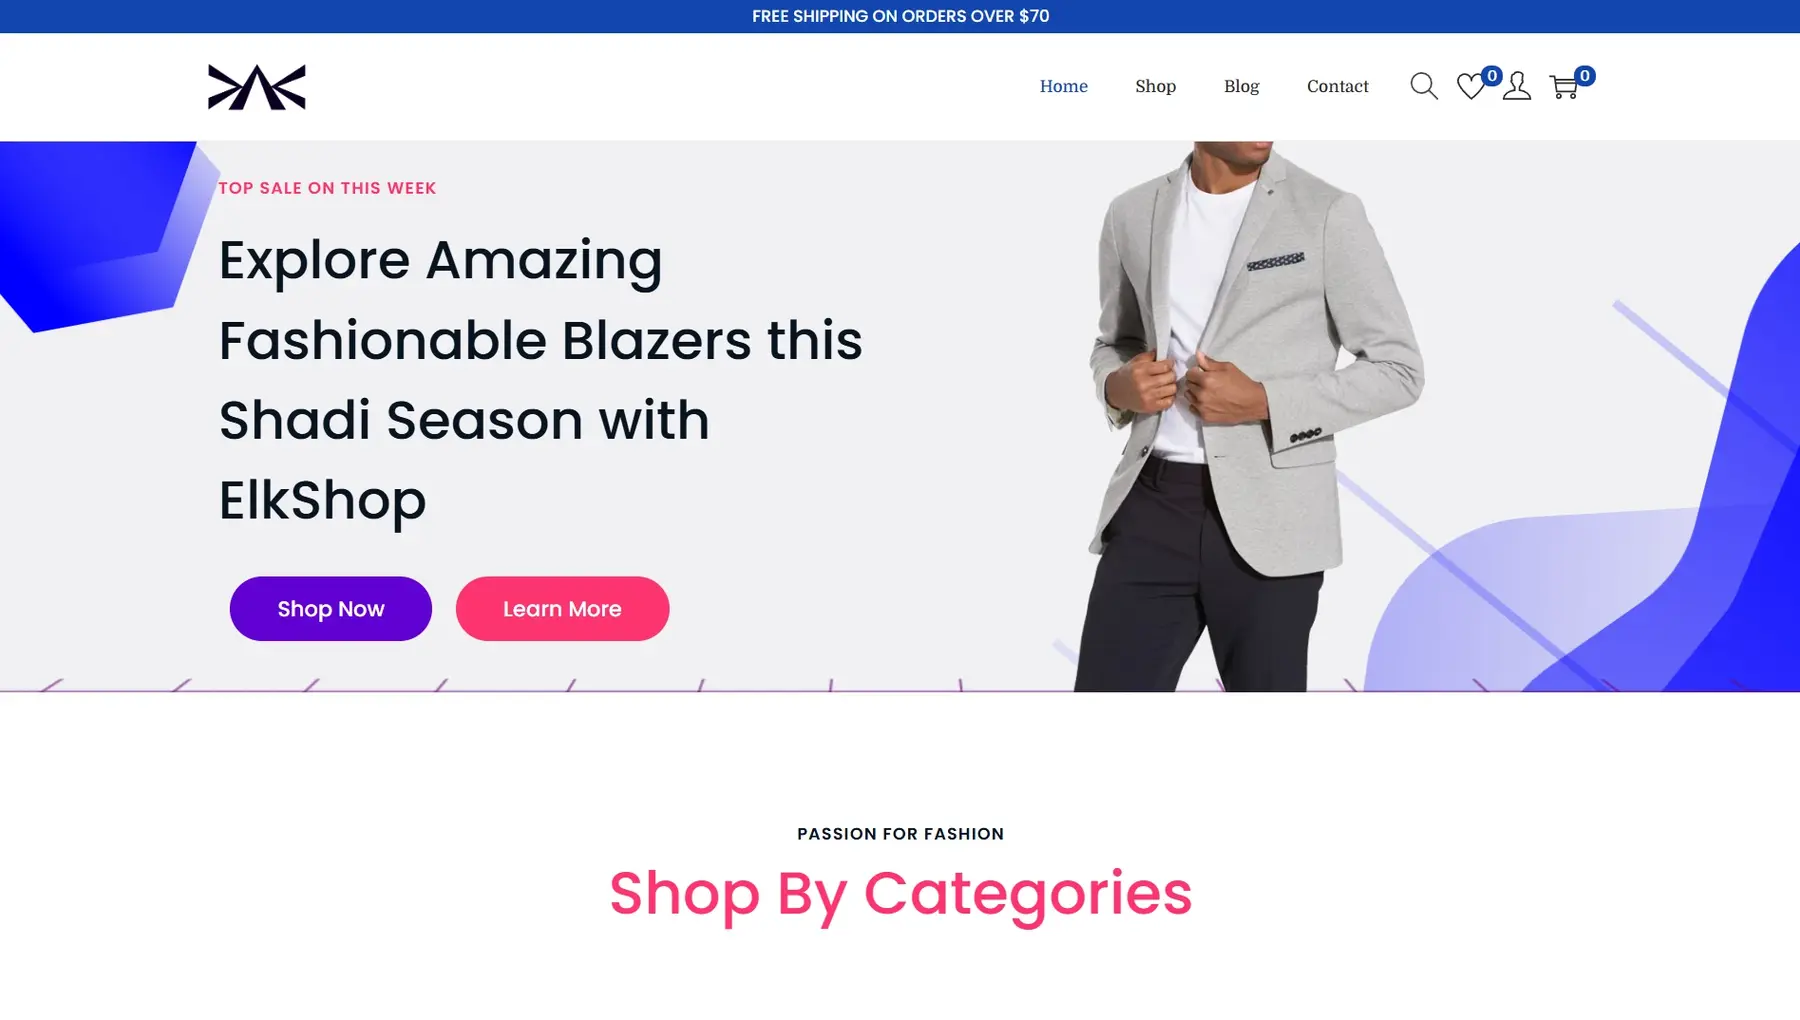 FREE SHIPPING ON ORDERS OVER $70
Home Shop Blog Contact 0 0
TOP SALE ON THIS WEEK
Explore Amazing
Fashionable Blazers this
Shadi Season with
ElkShop
Shop Now Learn More
PASSION FOR FASHION
Shop By Categories